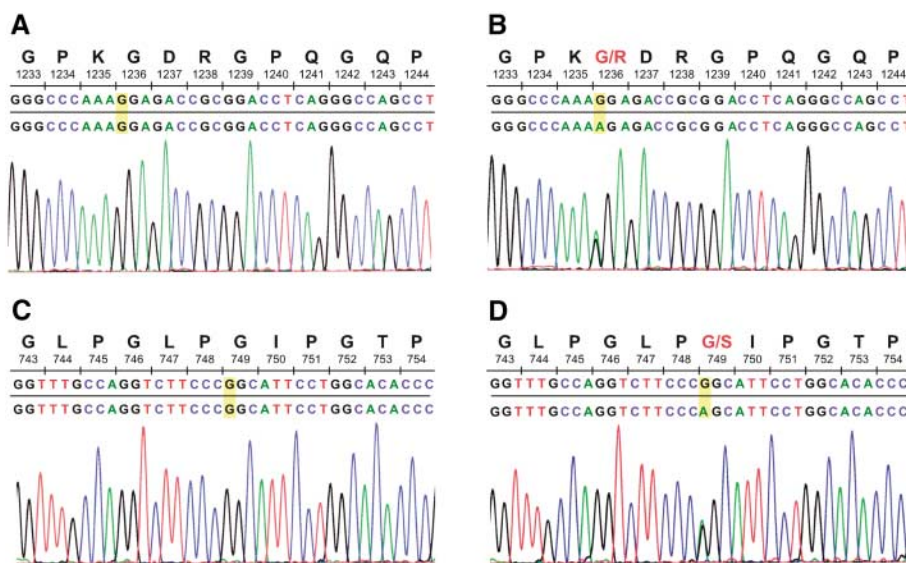 A
G P K G D R G P Q G Q P
1233 1234 1235 1236 1237 1238 1239 1240 1241 1242 1243 1244
GGGCCCAAAGGAGACCGCGGACCTCAGGGCCAGCCT
GGGCCCAAAGGAGACCGCGGACCTCAGGGCCAGCCT
B
G P K G/R D R G P Q G Q P
1233 1234 1235 1236 1237 1238 1239 1240 1241 1242 1243 1244
GGGCCCAAAGGAGACCGCGGACCTCAGGGCCAGCCT
GGGCCCAAAAGAGACCGCGGACCTCAGGGCCAGCCT
C
G L P G L P G I P G T P
743 744 745 746 747 748 749 750 751 752 753 754
GGTTTGCCAGGTCTTCCCGGCATTCCTGGCACACCC
GGTTTGCCAGGTCTTCCCGGCATTCCTGGCACACCC
D
G L P G L P G/S I P G T P
743 744 745 746 747 748 749 750 751 752 753 754
GGTTTGCCAGGTCTTCCCGGCATTCCTGGCACACCC
GGTTTGCCAGGTCTTCCCAGCATTCCTGGCACACCC